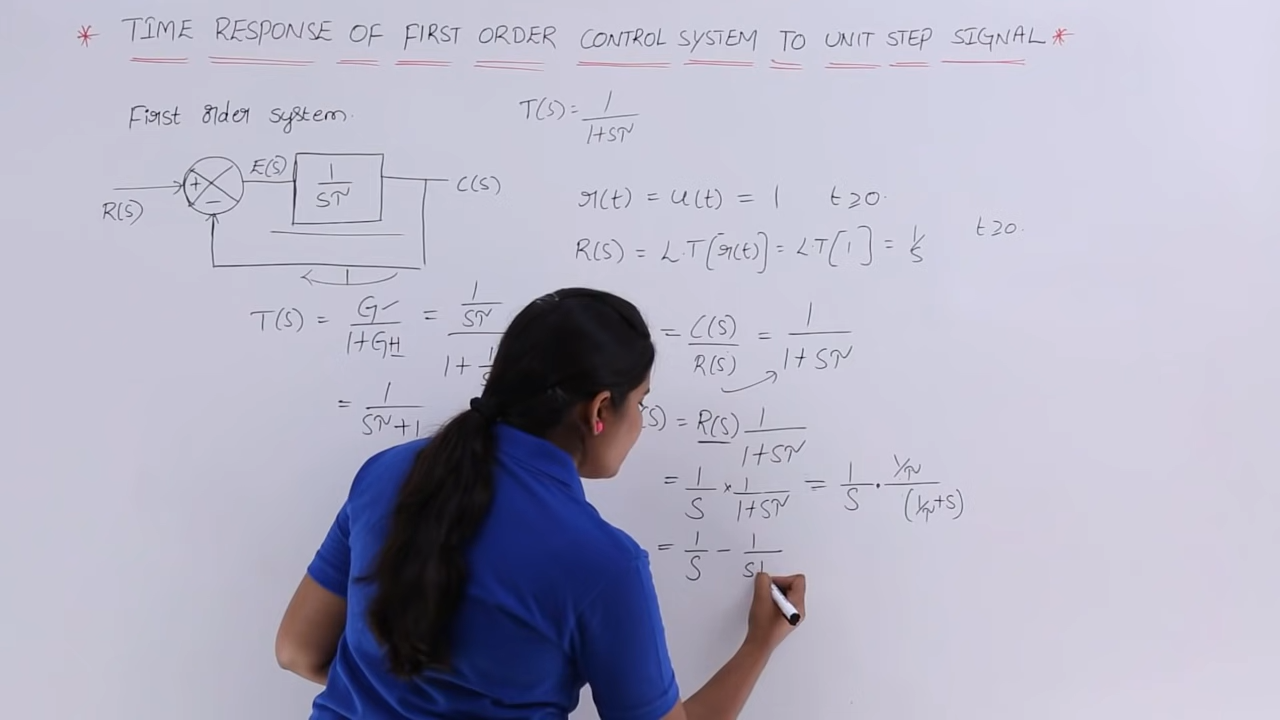 * TIME RESPONSE OF FIRST ORDER CONTROL SYSTEM TO UNIT STEP SIGNAL *
First order system.
T(S) = 1/(1+Sτ)
R(S) + − E(S) 1/Sτ C(S)
1
r(t) = u(t) = 1 t≥0.
R(S) = L.T[r(t)] = L.T[1] = 1/S t≥0.
T(S) = G/(1+GH) = (1/Sτ)/(1+1
= 1/(Sτ+1
= C(S)/R(S) = 1/(1+Sτ)
(S) = R(S) 1/(1+Sτ)
= 1/S × 1/(1+Sτ) = 1/S · (1/τ)/(1/τ+S)
= 1/S − 1/S